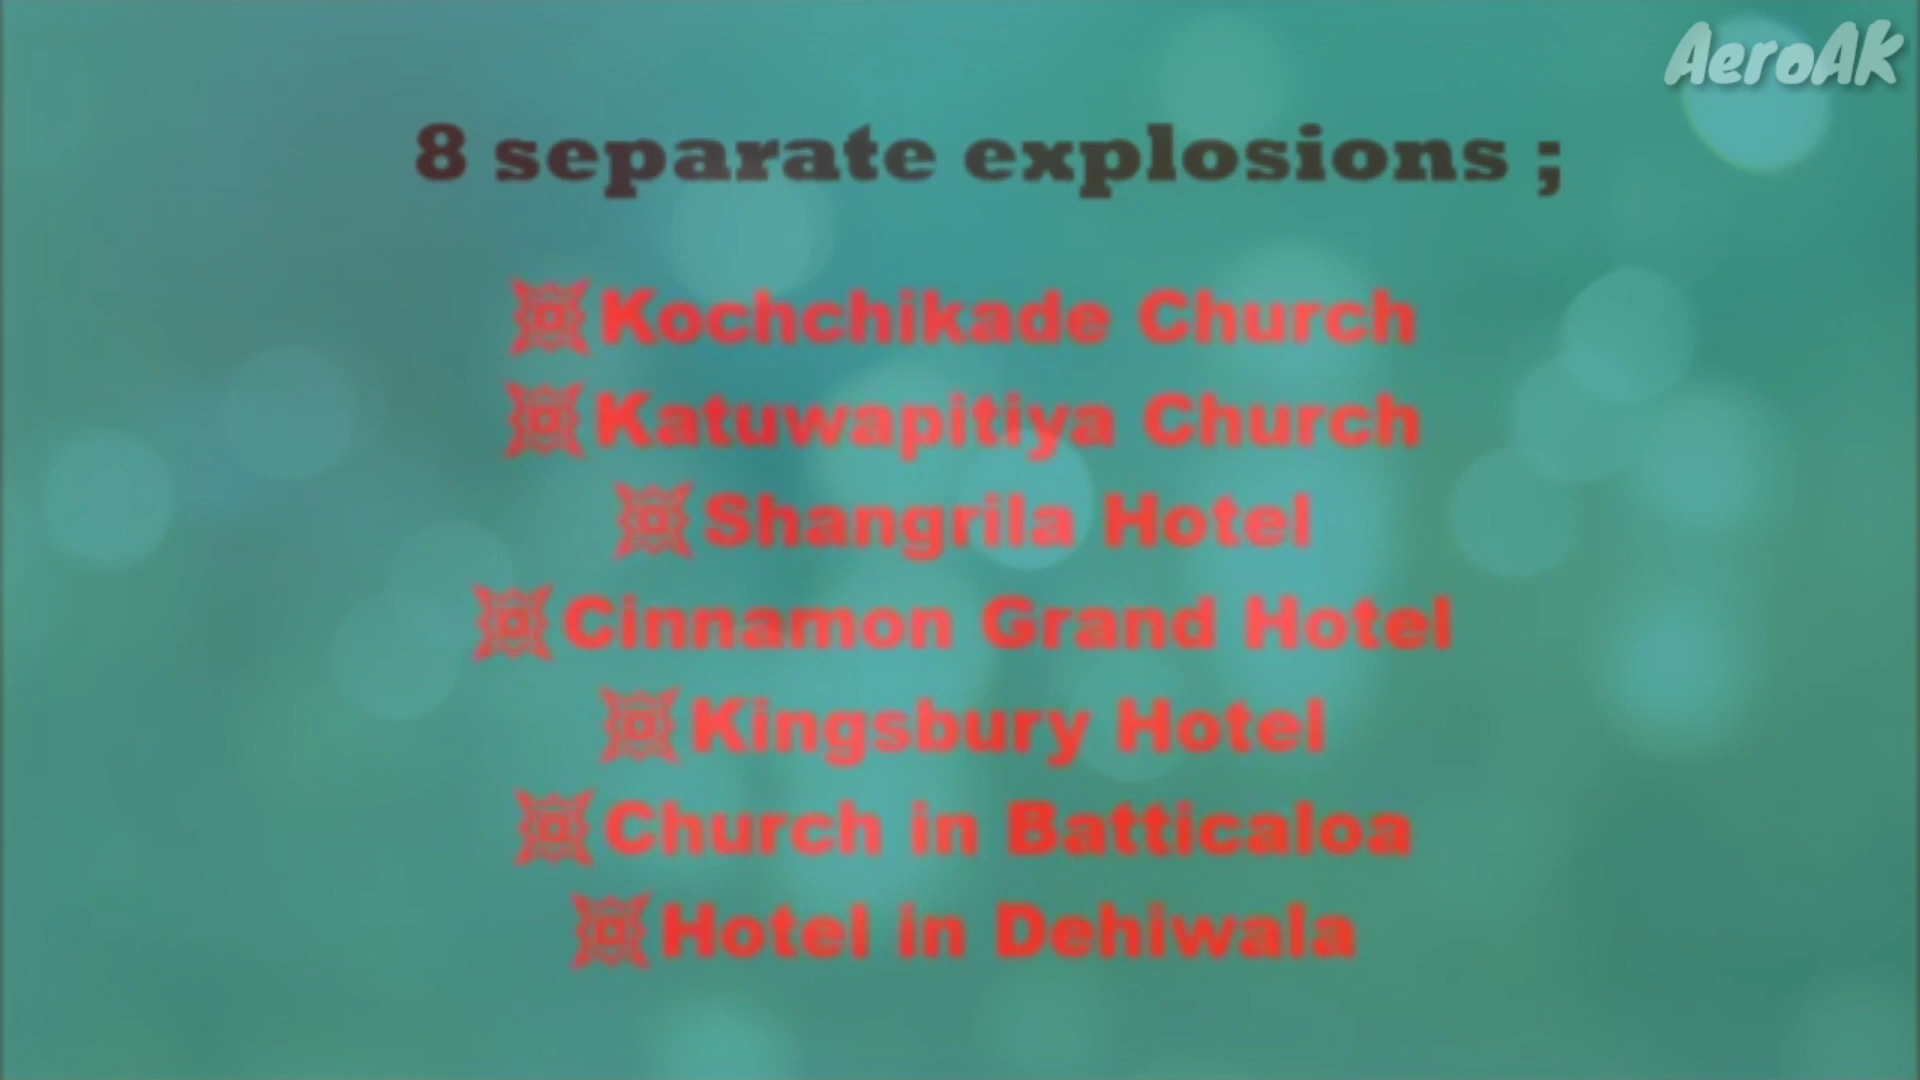 AeroAK
8 separate explosions ;
Kochchikade Church
Katuwapitiya Church
Shangrila Hotel
Cinnamon Grand Hotel
Kingsbury Hotel
Church in Batticaloa
Hotel in Dehiwala